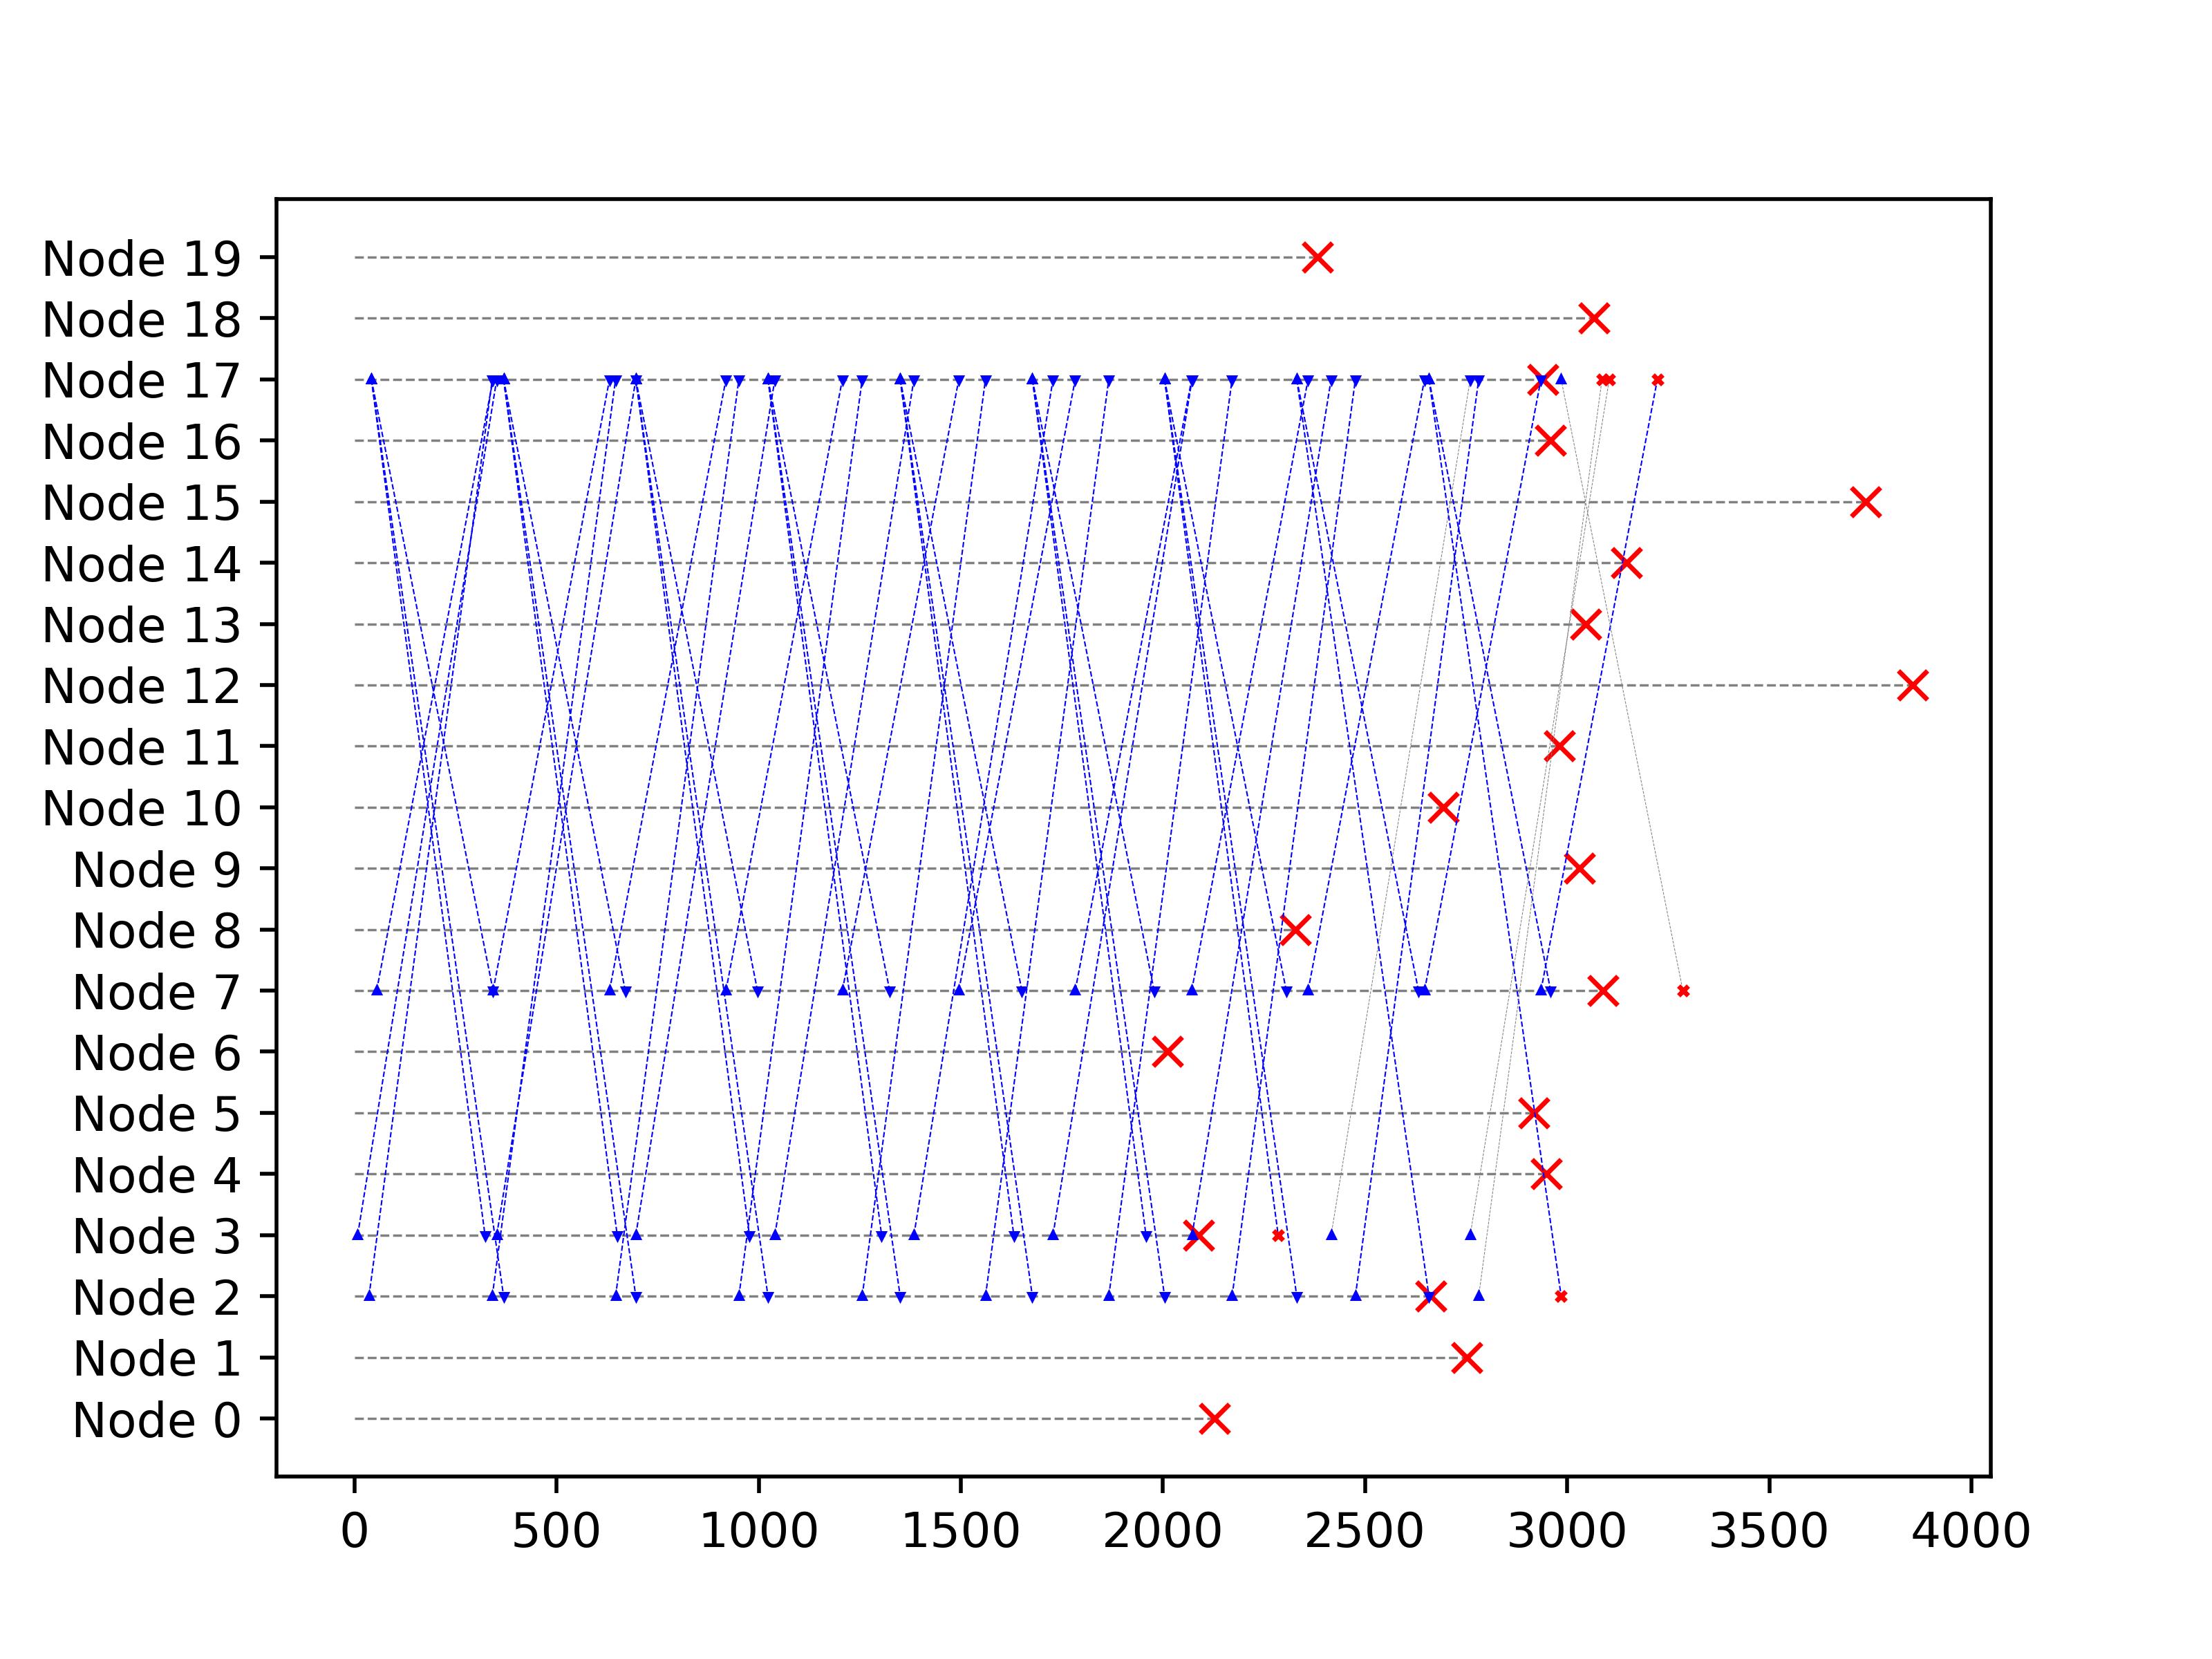 Node 19
Node 18
Node 17
Node 16
Node 15
Node 14
Node 13
Node 12
Node 11
Node 10
Node 9
Node 8
Node 7
Node 6
Node 5
Node 4
Node 3
Node 2
Node 1
Node 0
0 500 1000 1500 2000 2500 3000 3500 4000